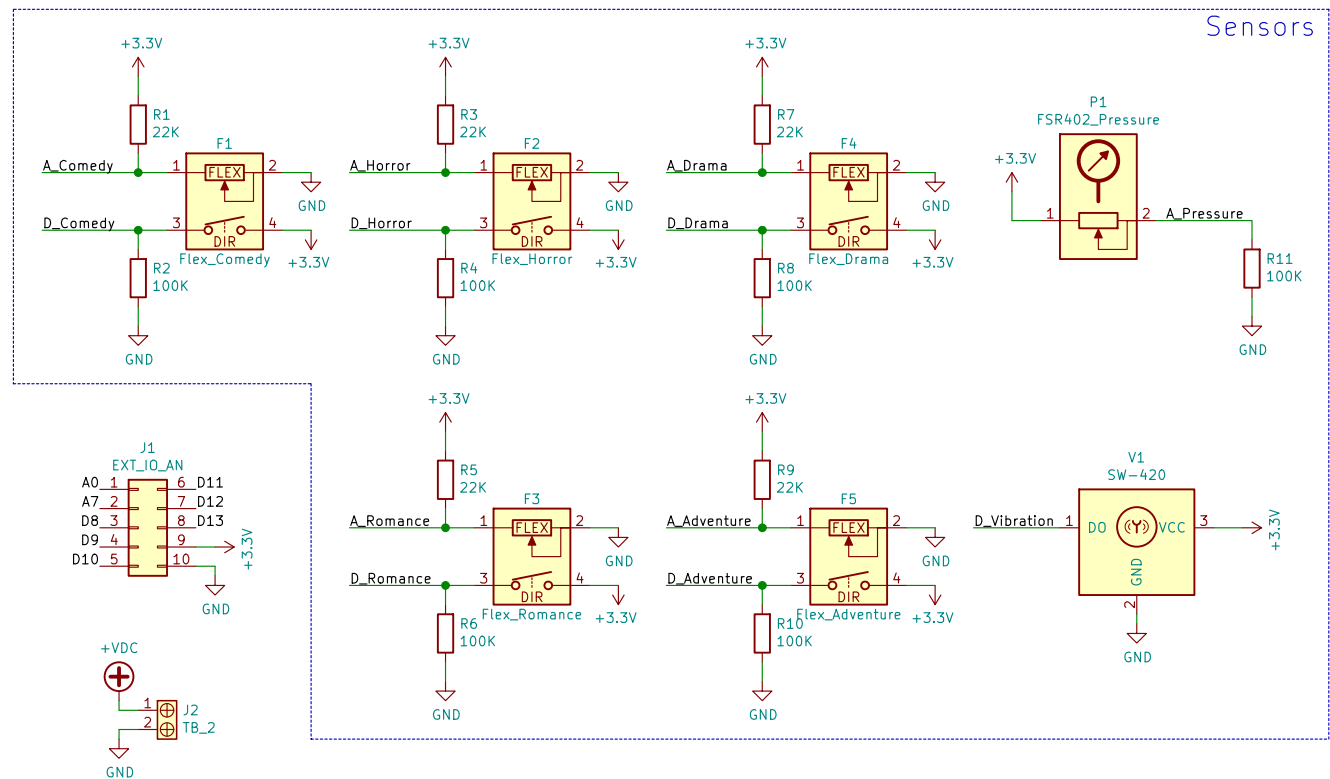 Sensors
+3.3V
R1
22K
A_Comedy
1
F1
FLEX
2
GND
D_Comedy
3
DIR
4
Flex_Comedy
+3.3V
R2
100K
GND
+3.3V
R3
22K
A_Horror
1
F2
FLEX
2
GND
D_Horror
3
DIR
4
Flex_Horror
+3.3V
R4
100K
GND
+3.3V
R7
22K
A_Drama
1
F4
FLEX
2
GND
D_Drama
3
DIR
4
Flex_Drama
+3.3V
R8
100K
GND
P1
FSR402_Pressure
+3.3V
1
2
A_Pressure
R11
100K
GND
J1
EXT_IO_AN
A0 1 6 D11
A7 2 7 D12
D8 3 8 D13
D9 4 9
D10 5 10
+3.3V
GND
+3.3V
R5
22K
A_Romance
1
F3
FLEX
2
GND
D_Romance
3
DIR
4
Flex_Romance
+3.3V
R6
100K
GND
+3.3V
R9
22K
A_Adventure
1
F5
FLEX
2
GND
D_Adventure
3
DIR
4
Flex_Adventure
+3.3V
R10
100K
GND
V1
SW-420
D_Vibration
1
DO
VCC
3
+3.3V
GND
2
GND
+VDC
1
2
J2
TB_2
GND